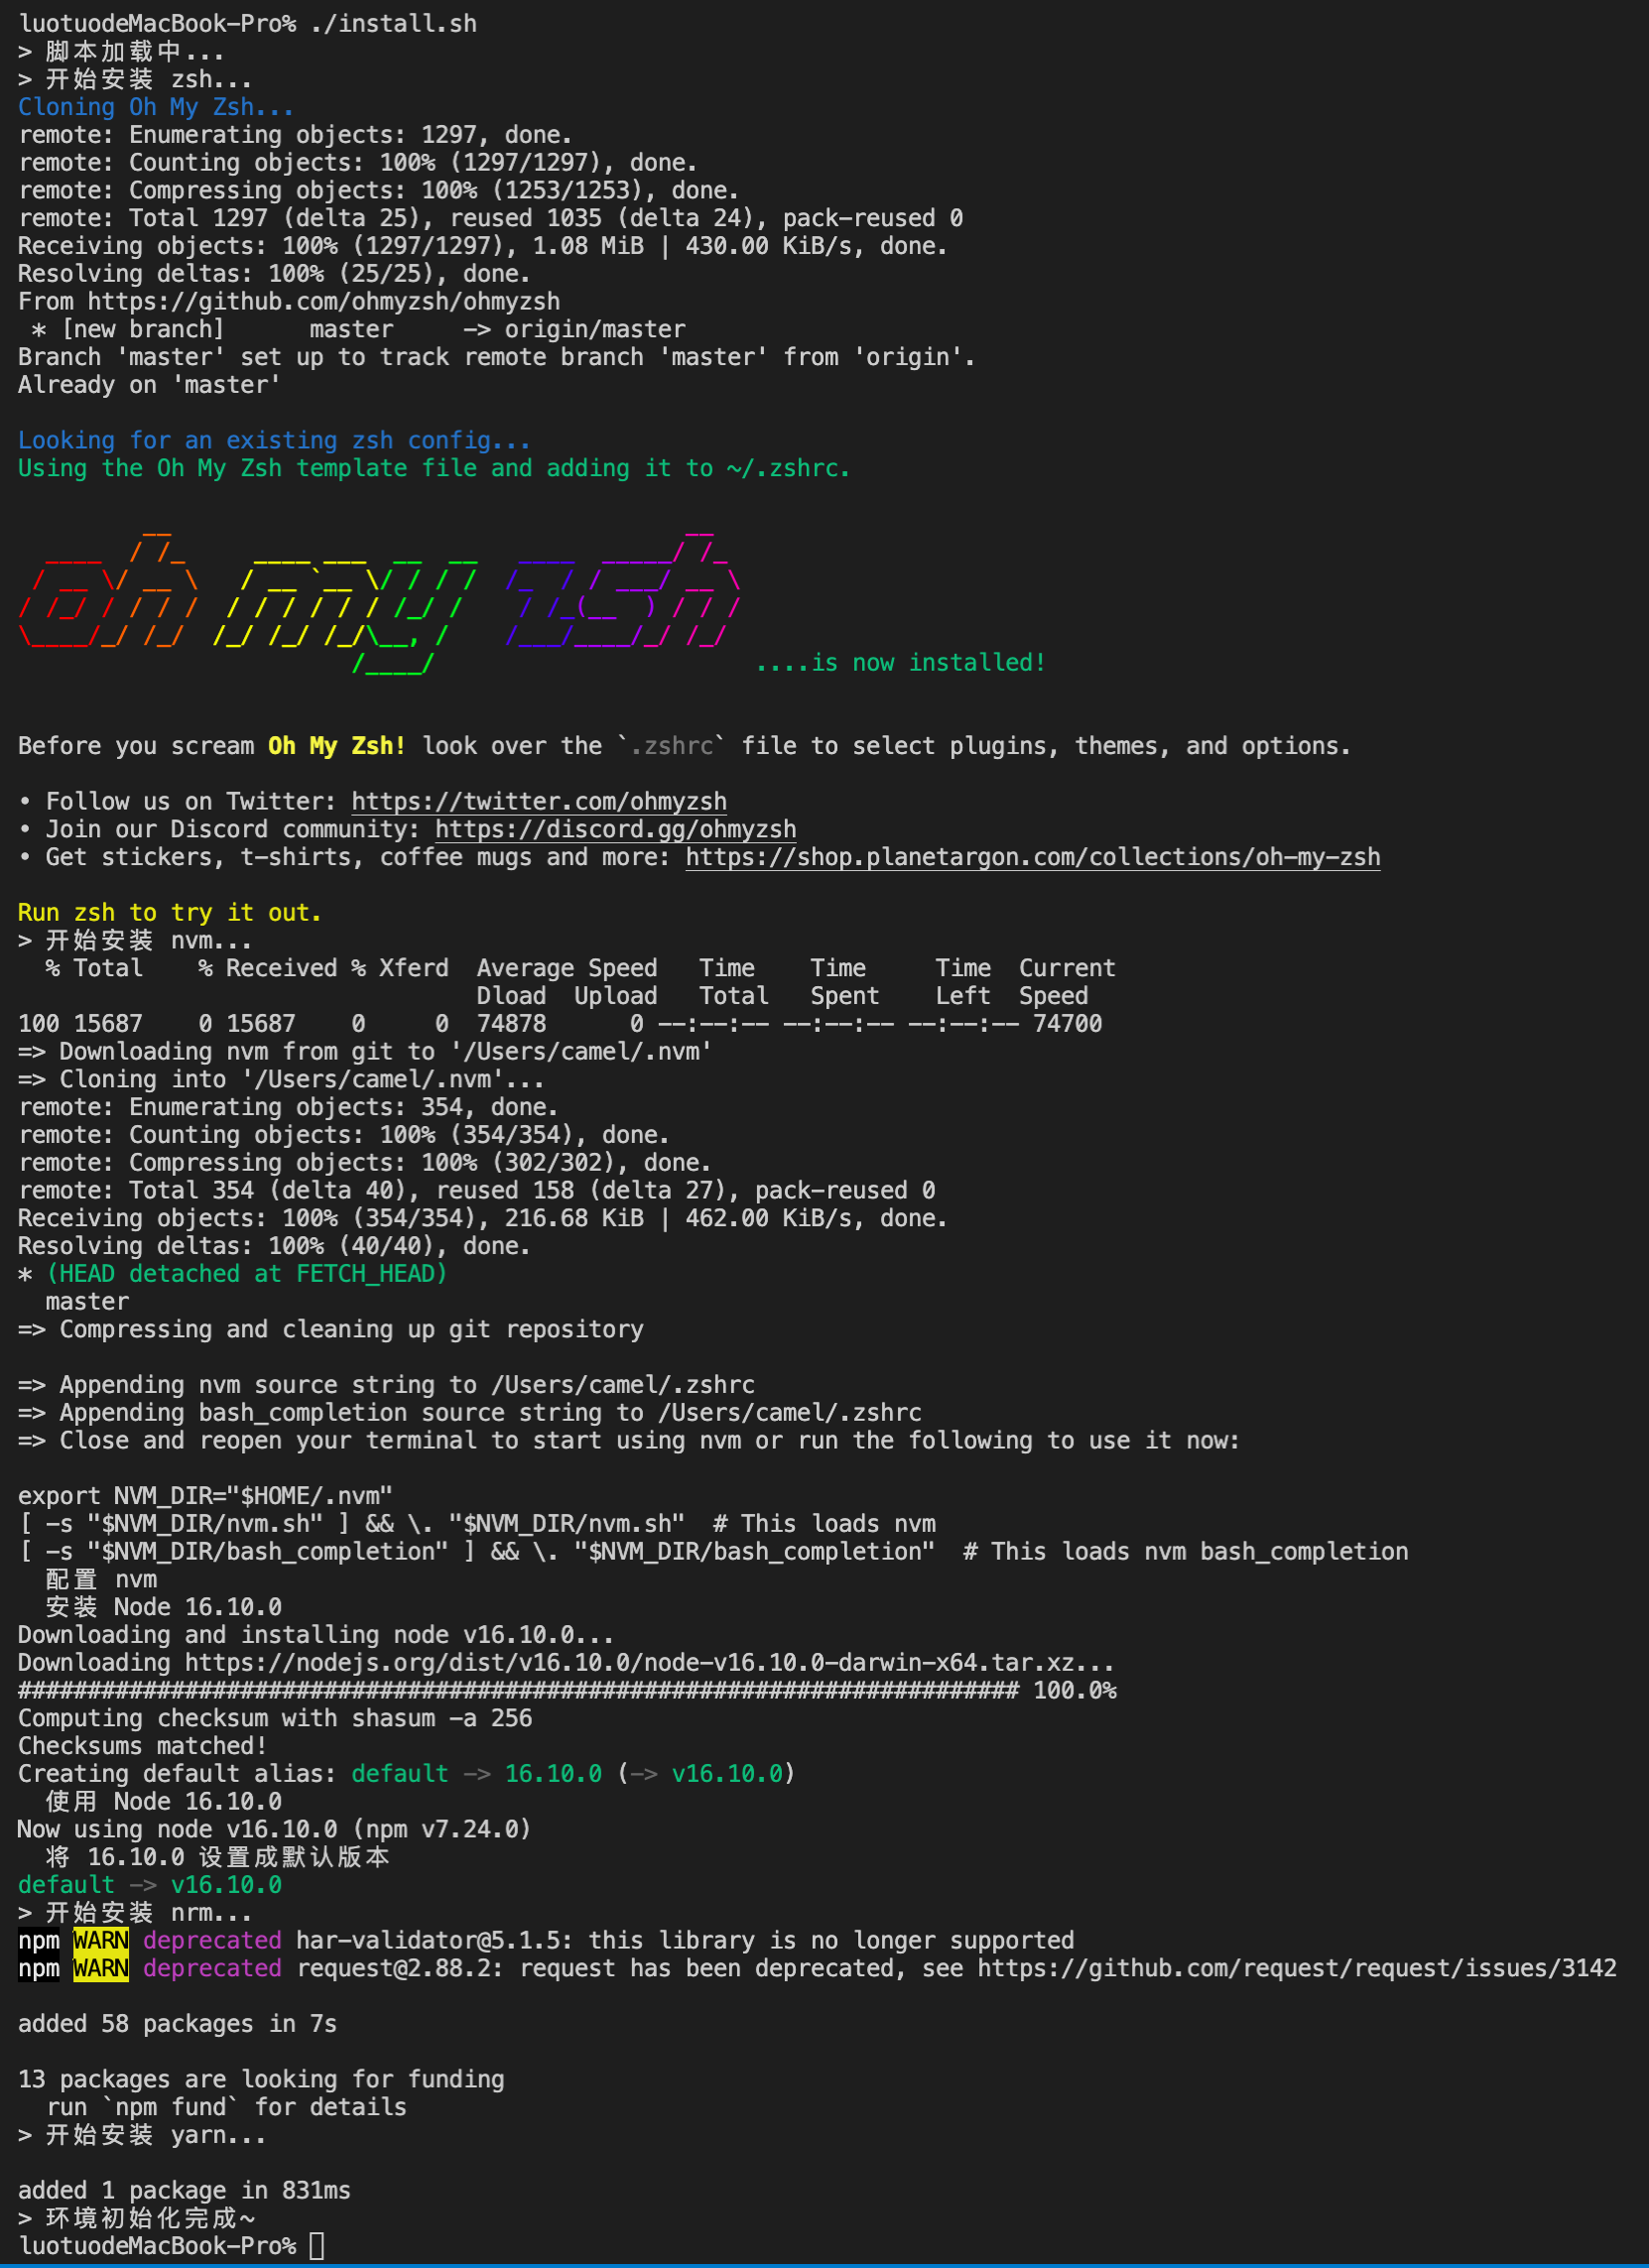 luotuodeMacBook-Pro% ./install.sh
> 脚本加载中...
> 开始安装 zsh...
Cloning Oh My Zsh...
remote: Enumerating objects: 1297, done.
remote: Counting objects: 100% (1297/1297), done.
remote: Compressing objects: 100% (1253/1253), done.
remote: Total 1297 (delta 25), reused 1035 (delta 24), pack-reused 0
Receiving objects: 100% (1297/1297), 1.08 MiB | 430.00 KiB/s, done.
Resolving deltas: 100% (25/25), done.
From https://github.com/ohmyzsh/ohmyzsh
 * [new branch]      master     -> origin/master
Branch 'master' set up to track remote branch 'master' from 'origin'.
Already on 'master'
Looking for an existing zsh config...
Using the Oh My Zsh template file and adding it to ~/.zshrc.
oh my zsh
....is now installed!
Before you scream Oh My Zsh! look over the `.zshrc` file to select plugins, themes, and options.
• Follow us on Twitter: https://twitter.com/ohmyzsh
• Join our Discord community: https://discord.gg/ohmyzsh
• Get stickers, t-shirts, coffee mugs and more: https://shop.planetargon.com/collections/oh-my-zsh
Run zsh to try it out.
> 开始安装 nvm...
  % Total    % Received % Xferd  Average Speed   Time    Time     Time  Current
                                 Dload  Upload   Total   Spent    Left  Speed
100 15687    0 15687    0     0  74878      0 --:--:-- --:--:-- --:--:-- 74700
=> Downloading nvm from git to '/Users/camel/.nvm'
=> Cloning into '/Users/camel/.nvm'...
remote: Enumerating objects: 354, done.
remote: Counting objects: 100% (354/354), done.
remote: Compressing objects: 100% (302/302), done.
remote: Total 354 (delta 40), reused 158 (delta 27), pack-reused 0
Receiving objects: 100% (354/354), 216.68 KiB | 462.00 KiB/s, done.
Resolving deltas: 100% (40/40), done.
* (HEAD detached at FETCH_HEAD)
  master
=> Compressing and cleaning up git repository
=> Appending nvm source string to /Users/camel/.zshrc
=> Appending bash_completion source string to /Users/camel/.zshrc
=> Close and reopen your terminal to start using nvm or run the following to use it now:
export NVM_DIR="$HOME/.nvm"
[ -s "$NVM_DIR/nvm.sh" ] && \. "$NVM_DIR/nvm.sh"  # This loads nvm
[ -s "$NVM_DIR/bash_completion" ] && \. "$NVM_DIR/bash_completion"  # This loads nvm bash_completion
  配置 nvm
  安装 Node 16.10.0
Downloading and installing node v16.10.0...
Downloading https://nodejs.org/dist/v16.10.0/node-v16.10.0-darwin-x64.tar.xz...
######################################################################## 100.0%
Computing checksum with shasum -a 256
Checksums matched!
Creating default alias: default -> 16.10.0 (-> v16.10.0)
  使用 Node 16.10.0
Now using node v16.10.0 (npm v7.24.0)
  将 16.10.0 设置成默认版本
default -> v16.10.0
> 开始安装 nrm...
npm WARN deprecated har-validator@5.1.5: this library is no longer supported
npm WARN deprecated request@2.88.2: request has been deprecated, see https://github.com/request/request/issues/3142
added 58 packages in 7s
13 packages are looking for funding
  run `npm fund` for details
> 开始安装 yarn...
added 1 package in 831ms
> 环境初始化完成~
luotuodeMacBook-Pro%